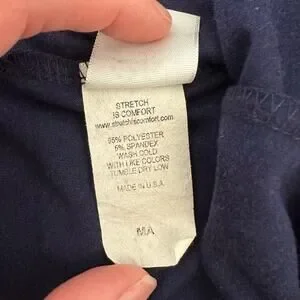 STRETCH
IS COMFORT
www.stretchiscomfort.com
95% POLYESTER
5% SPANDEX
WASH COLD
WITH LIKE COLORS
TUMBLE DRY LOW
MADE IN U.S.A.
MA